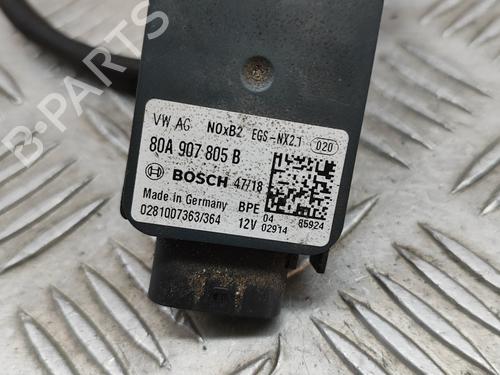 VW AG NOxB2 EGS-NX2.1 020
80A 907 805 B
BOSCH 47/18
Made in Germany BPE 04 85924
0281007363/364 12V 02914